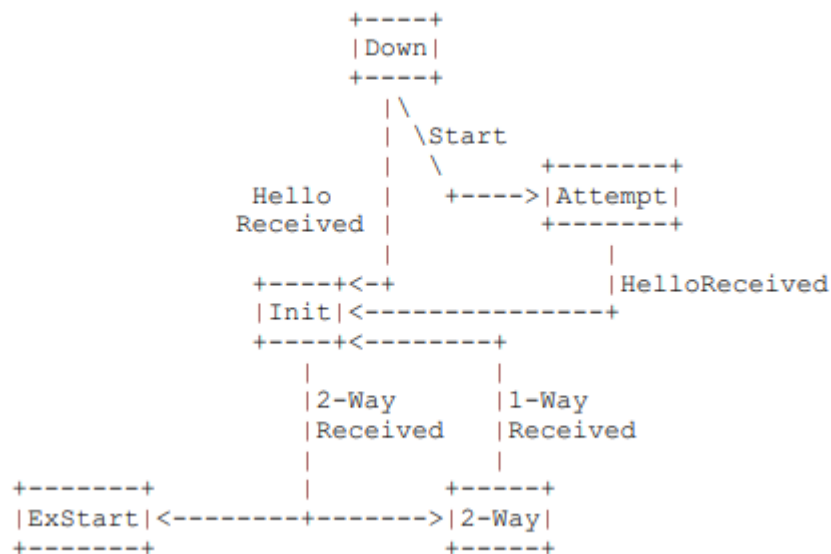 Down
Start
Attempt
Hello
Received
HelloReceived
Init
2-Way
Received
1-Way
Received
ExStart
2-Way